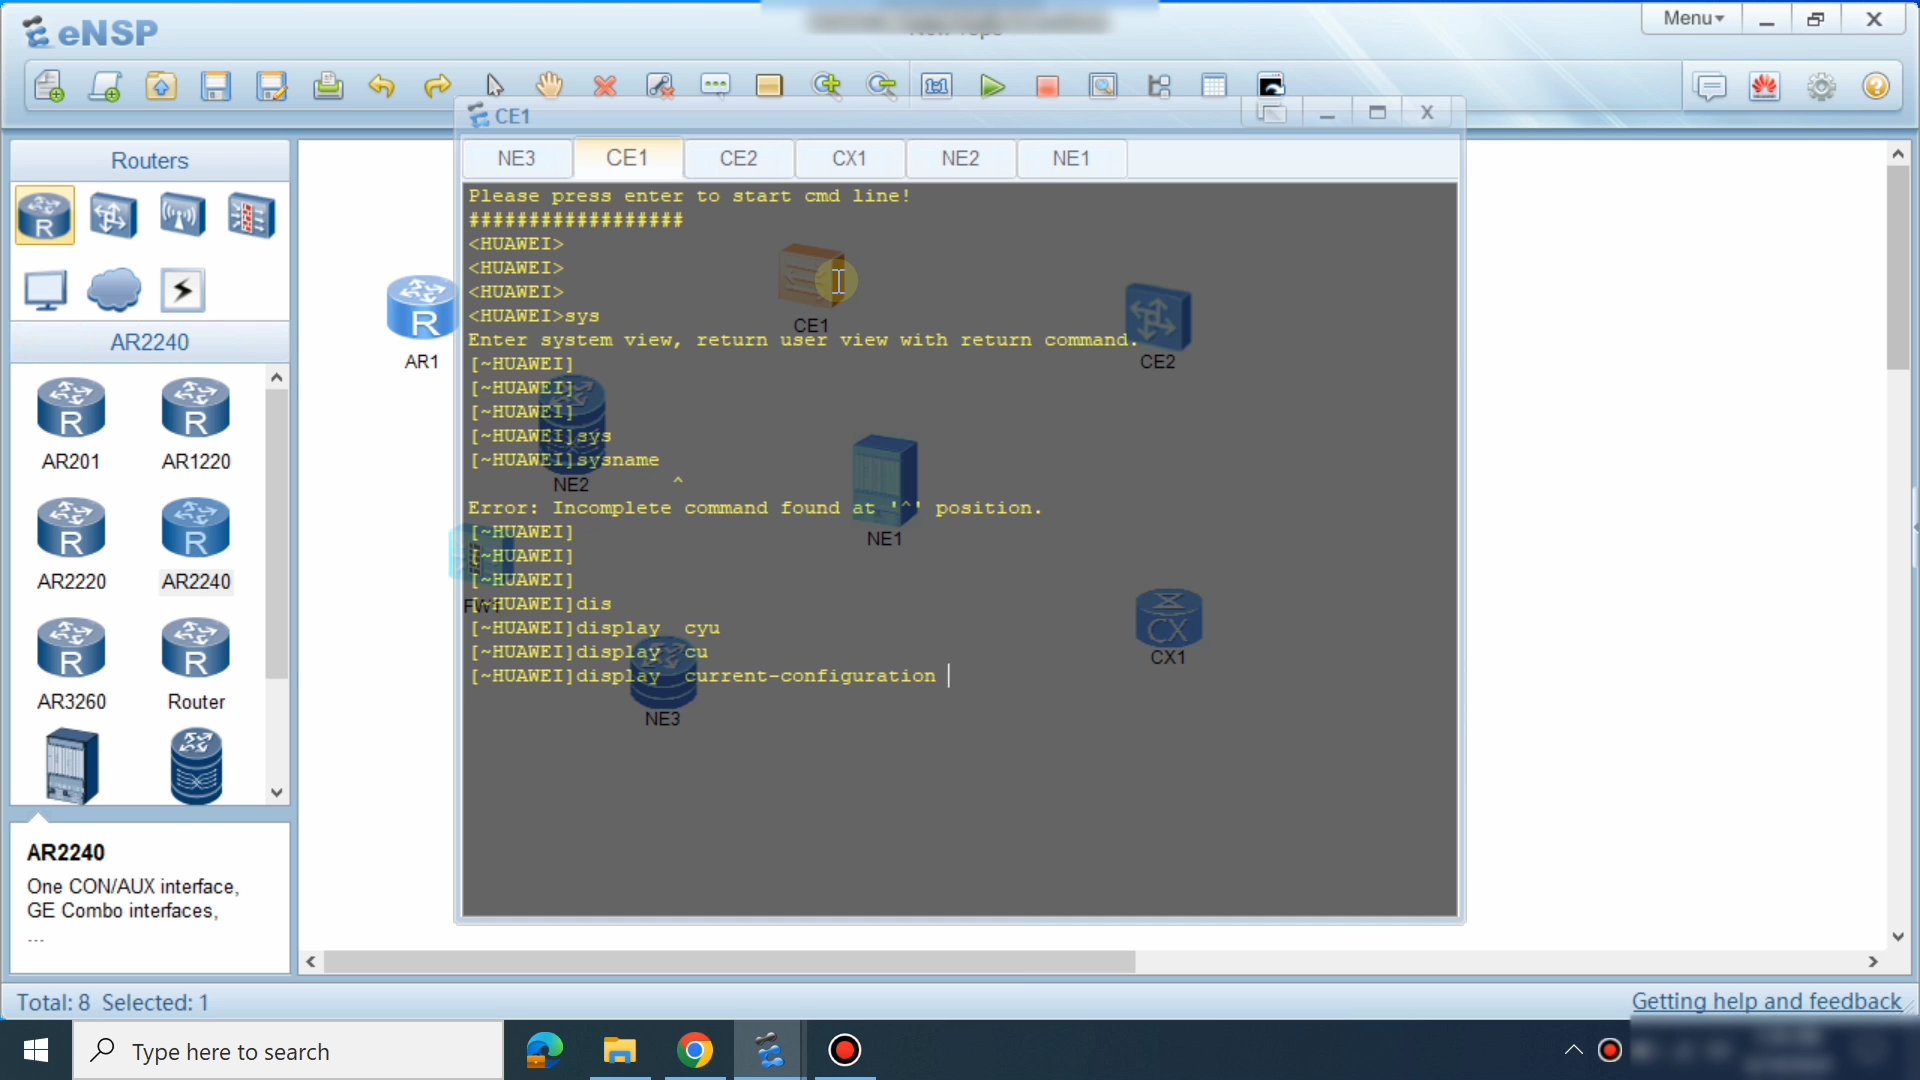 eNSP
Menu
CE1
NE3 CE1 CE2 CX1 NE2 NE1
Routers
AR2240
AR201 AR1220
AR2220 AR2240
AR3260 Router
AR2240
One CON/AUX interface,
GE Combo interfaces,
...
Please press enter to start cmd line!
##################
<HUAWEI>
<HUAWEI>
<HUAWEI>
<HUAWEI>sys
Enter system view, return user view with return command.
[~HUAWEI]
[~HUAWEI]
[~HUAWEI]
[~HUAWEI]sys
[~HUAWEI]sysname
^
Error: Incomplete command found at '^' position.
[~HUAWEI]
[~HUAWEI]
[~HUAWEI]
[~HUAWEI]dis
[~HUAWEI]display  cyu
[~HUAWEI]display  cu
[~HUAWEI]display  current-configuration
AR1
CE1
CE2
NE2
NE1
FW1
CX1
NE3
Total: 8 Selected: 1
Getting help and feedback
Type here to search